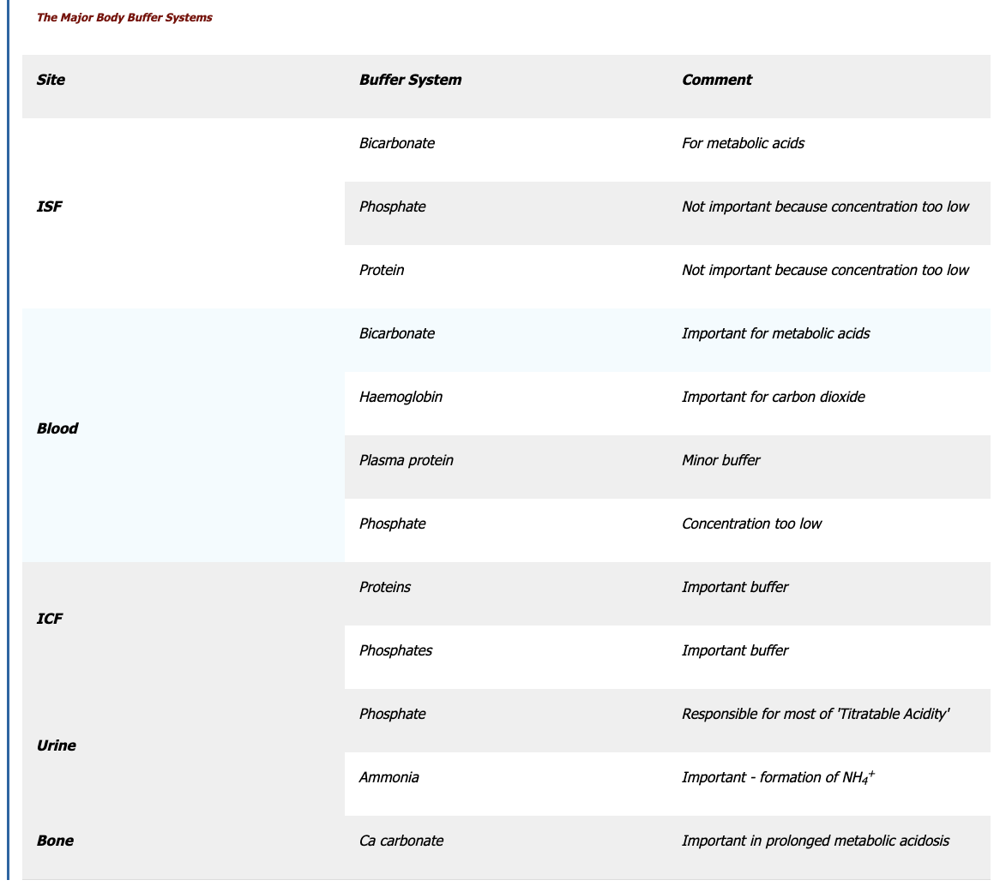 The Major Body Buffer Systems
Site Buffer System Comment
Bicarbonate For metabolic acids
ISF Phosphate Not important because concentration too low
Protein Not important because concentration too low
Bicarbonate Important for metabolic acids
Haemoglobin Important for carbon dioxide
Blood
Plasma protein Minor buffer
Phosphate Concentration too low
Proteins Important buffer
ICF
Phosphates Important buffer
Phosphate Responsible for most of 'Titratable Acidity'
Urine
Ammonia Important - formation of NH₄⁺
Bone Ca carbonate Important in prolonged metabolic acidosis